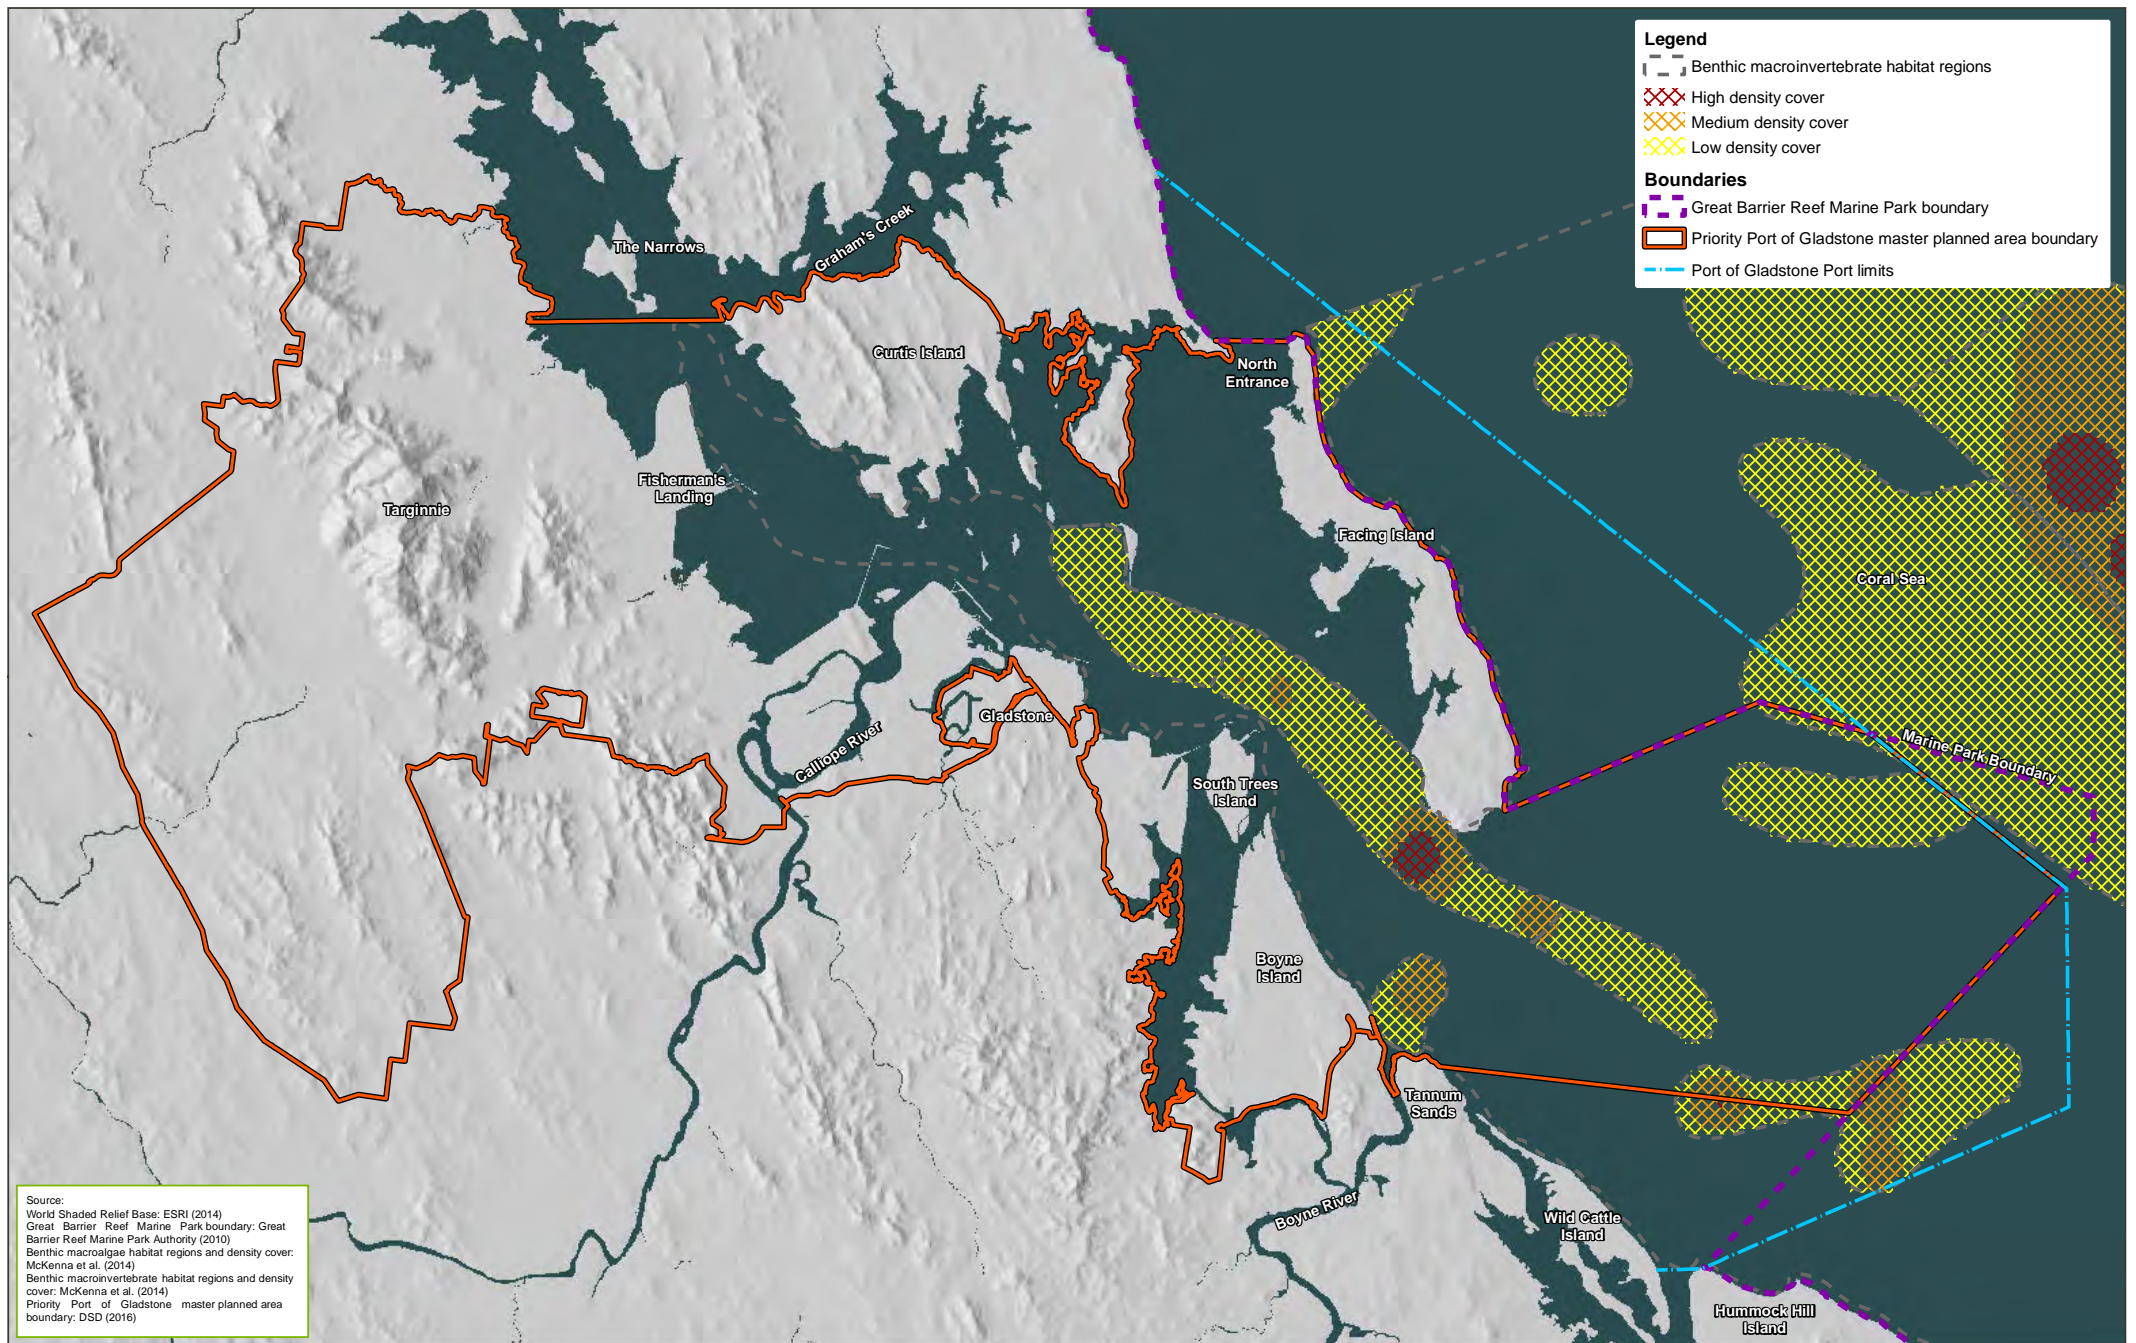 Legend
Benthic macroinvertebrate habitat regions
High density cover
Medium density cover
Low density cover
Boundaries
Great Barrier Reef Marine Park boundary
Priority Port of Gladstone master planned area boundary
Port of Gladstone Port limits
The Narrows
Graham's Creek
Curtis Island
North
Entrance
Fisherman's
Landing
Targinnie
Facing Island
Coral Sea
Gladstone
Calliope River
Marine Park Boundary
South Trees
Island
Boyne
Island
Tannum
Sands
Boyne River
Wild Cattle
Island
Hummock Hill
Island
Source:
World Shaded Relief Base: ESRI (2014)
Great Barrier Reef Marine Park boundary: Great
Barrier Reef Marine Park Authority (2010)
Benthic macroalgae habitat regions and density cover:
McKenna et al. (2014)
Benthic macroinvertebrate habitat regions and density
cover: McKenna et al. (2014)
Priority Port of Gladstone master planned area
boundary: DSD (2016)